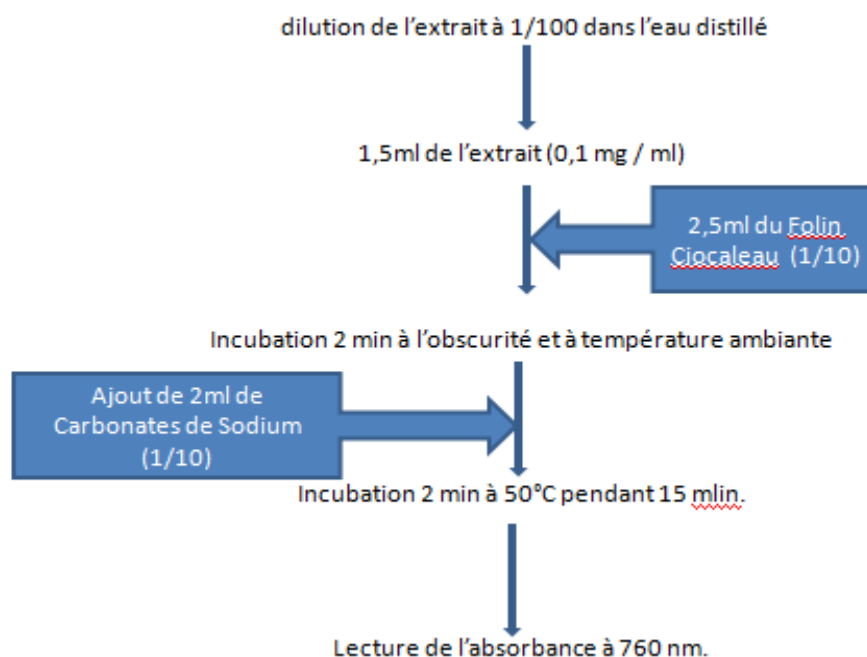 dilution de l'extrait à 1/100 dans l'eau distillé
1,5ml de l'extrait (0,1 mg / ml)
2,5ml du Folin
Ciocaleau (1/10)
Incubation 2 min à l'obscurité et à température ambiante
Ajout de 2ml de
Carbonates de Sodium
(1/10)
Incubation 2 min à 50°C pendant 15 mlin.
Lecture de l'absorbance à 760 nm.